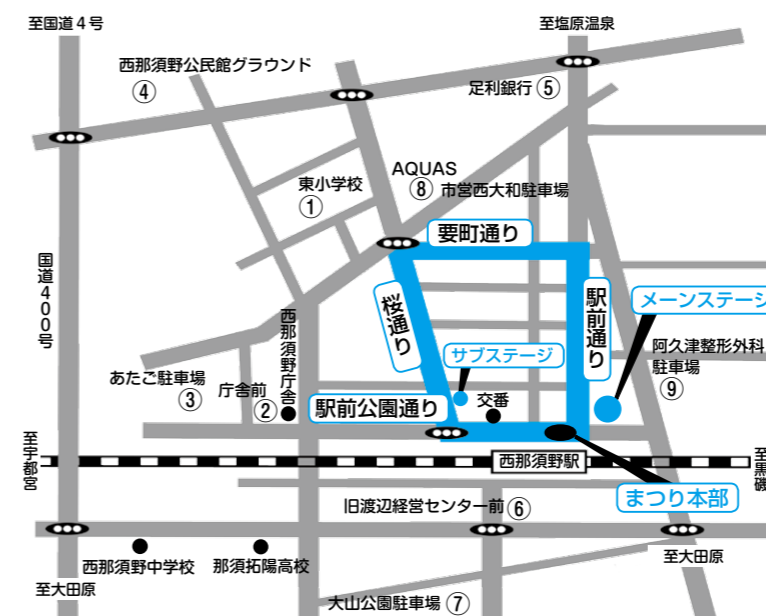 至国道4号
至塩原温泉
西那須野公民館グラウンド
④
足利銀行⑤
AQUAS
⑧市営西大和駐車場
東小学校
①
要町通り
国道400号
桜通り
駅前通り
メーンステージ
西那須野庁舎
サブステージ
阿久津整形外科
駐車場
⑨
あたご駐車場
③
庁舎前
②
駅前公園通り
交番
至宇都宮
西那須野駅
至黒磯
まつり本部
旧渡辺経営センター前⑥
西那須野中学校
那須拓陽高校
至大田原
至大田原
大山公園駐車場⑦